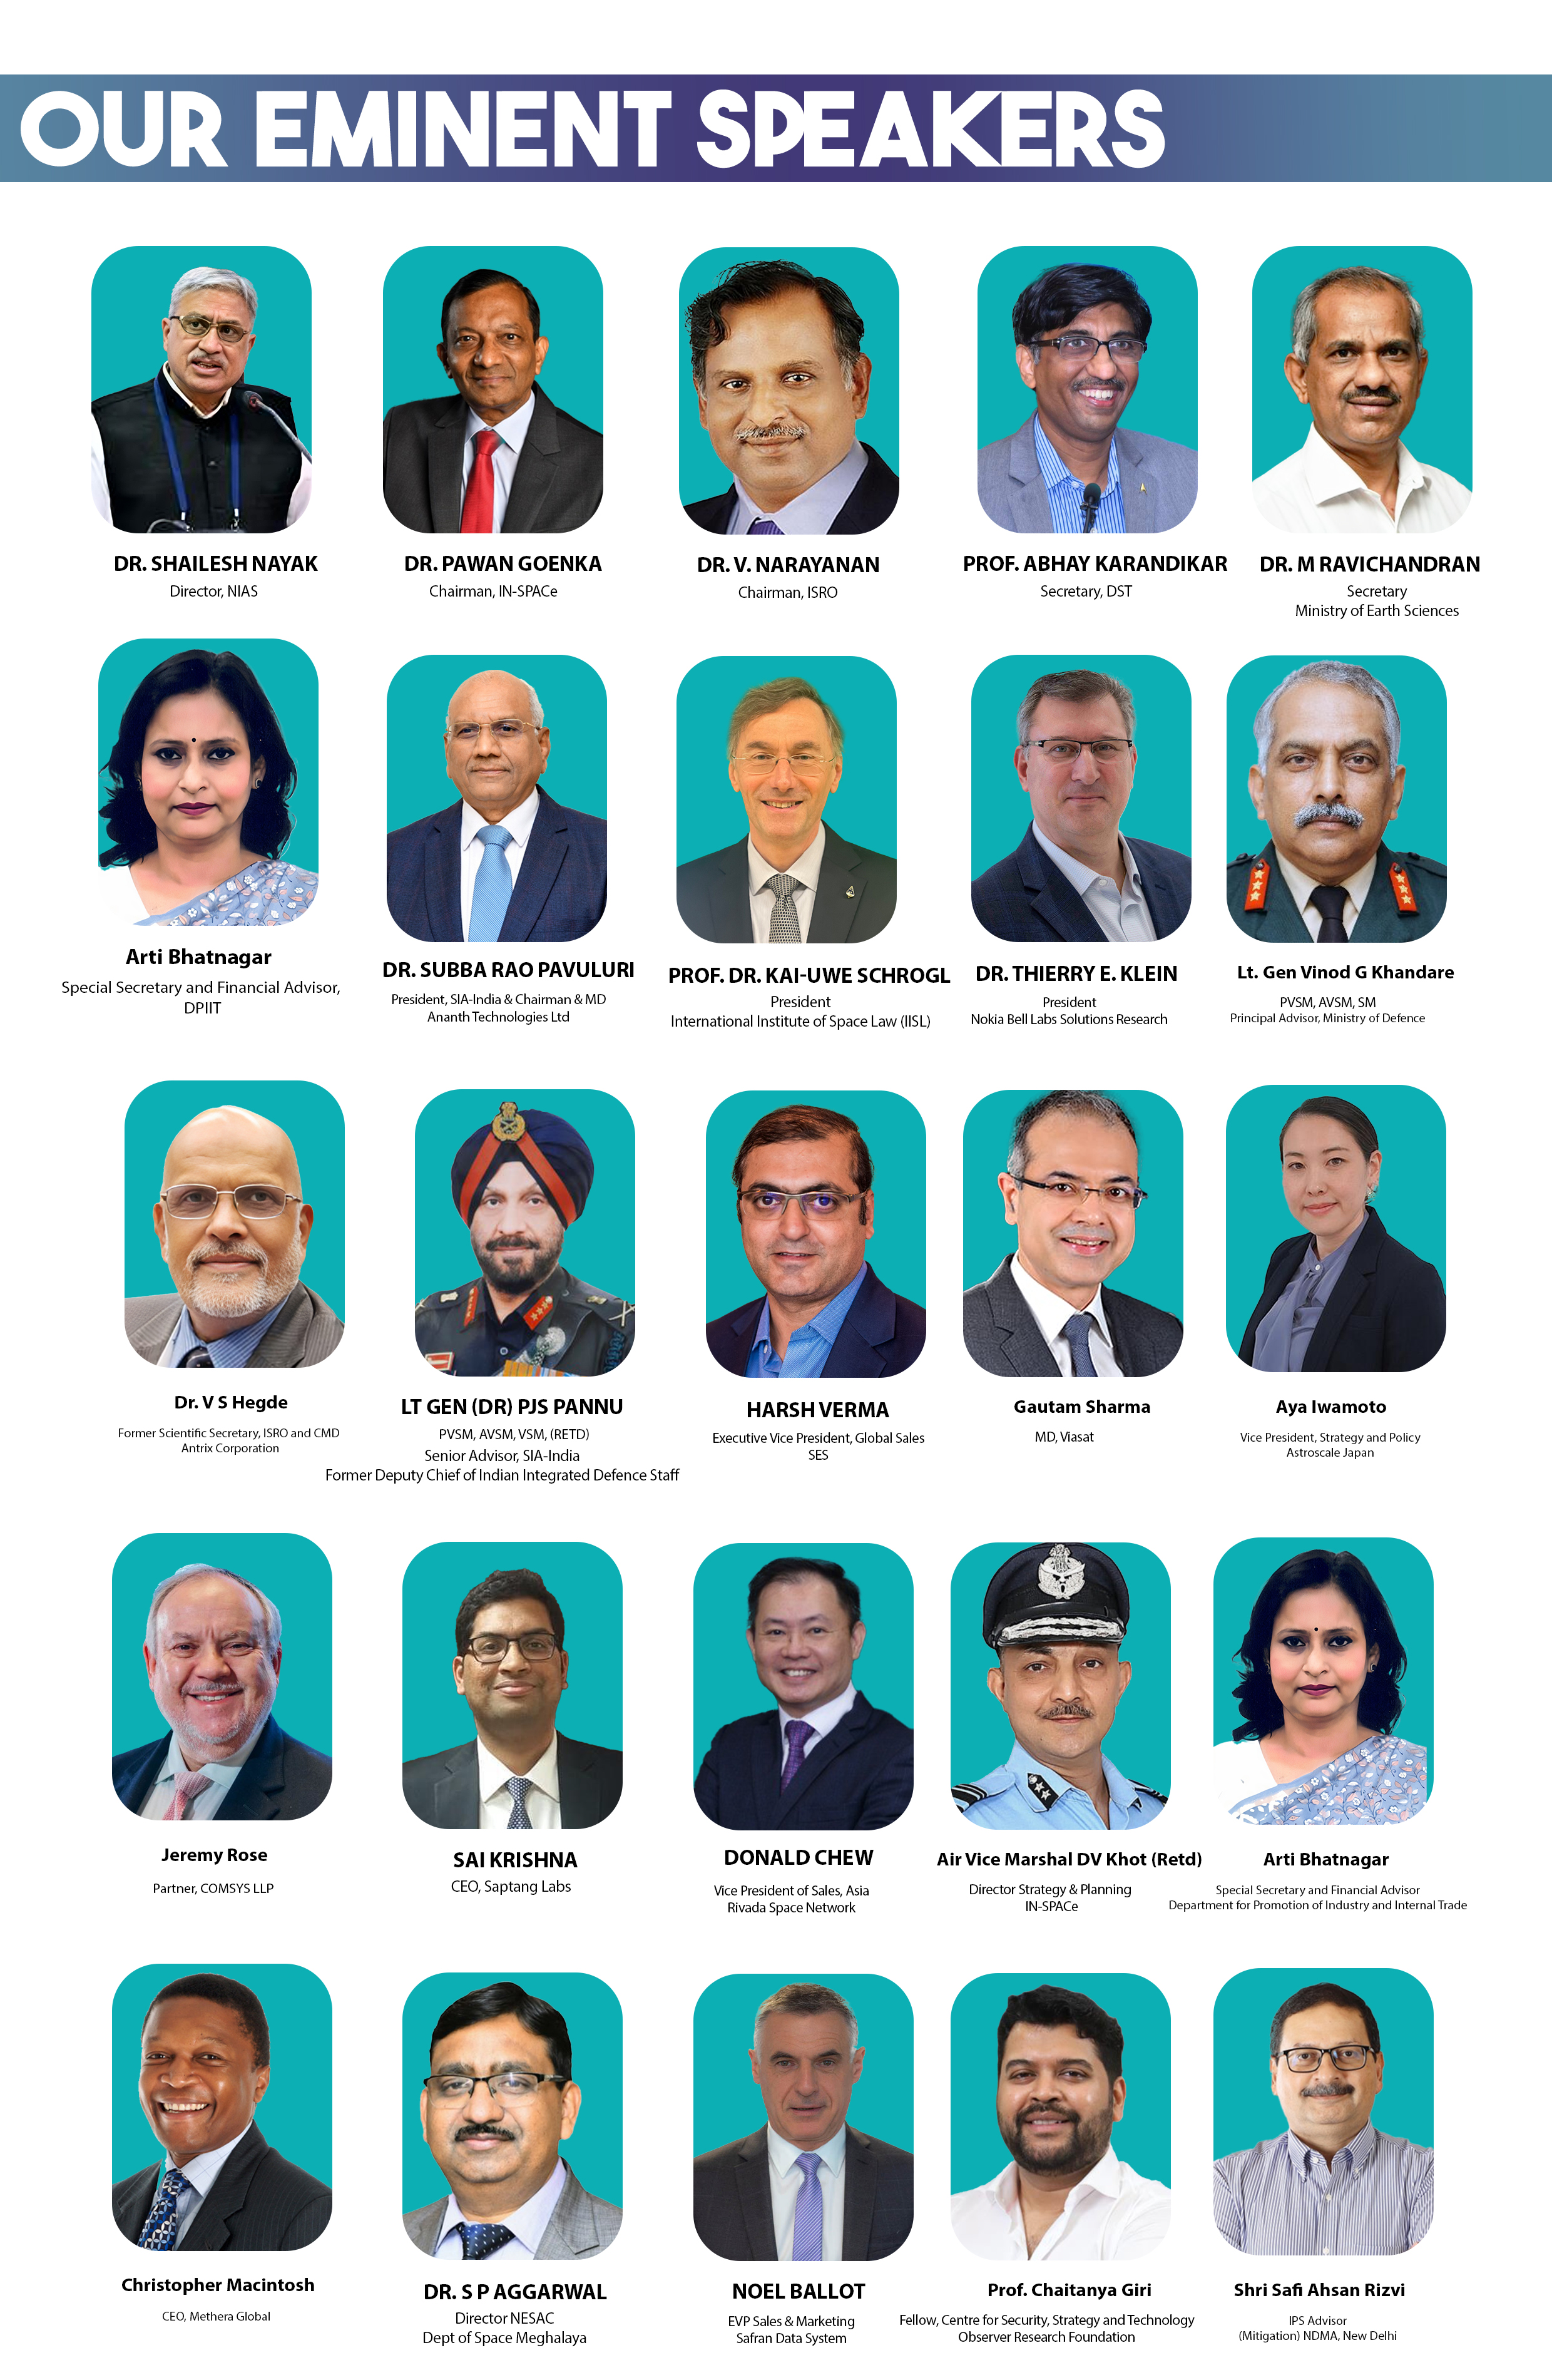 OUR EMINENT SPEAKERS
DR. SHAILESH NAYAK
Director, NIAS
DR. PAWAN GOENKA
Chairman, IN-SPACe
DR. V. NARAYANAN
Chairman, ISRO
PROF. ABHAY KARANDIKAR
Secretary, DST
DR. M RAVICHANDRAN
Secretary
Ministry of Earth Sciences
Arti Bhatnagar
Special Secretary and Financial Advisor,
DPIIT
DR. SUBBA RAO PAVULURI
President, SIA-India & Chairman & MD
Ananth Technologies Ltd
PROF. DR. KAI-UWE SCHROGL
President
International Institute of Space Law (IISL)
DR. THIERRY E. KLEIN
President
Nokia Bell Labs Solutions Research
Lt. Gen Vinod G Khandare
PVSM, AVSM, SM
Principal Advisor, Ministry of Defence
Dr. V S Hegde
Former Scientific Secretary, ISRO and CMD
Antrix Corporation
LT GEN (DR) PJS PANNU
PVSM, AVSM, VSM, (RETD)
Senior Advisor, SIA-India
Former Deputy Chief of Indian Integrated Defence Staff
HARSH VERMA
Executive Vice President, Global Sales
SES
Gautam Sharma
MD, Viasat
Aya Iwamoto
Vice President, Strategy and Policy
Astroscale Japan
Jeremy Rose
Partner, COMSYS LLP
SAI KRISHNA
CEO, Saptang Labs
DONALD CHEW
Vice President of Sales, Asia
Rivada Space Network
Air Vice Marshal DV Khot (Retd)
Director Strategy & Planning
IN-SPACe
Arti Bhatnagar
Special Secretary and Financial Advisor
Department for Promotion of Industry and Internal Trade
Christopher Macintosh
CEO, Methera Global
DR. S P AGGARWAL
Director NESAC
Dept of Space Meghalaya
NOEL BALLOT
EVP Sales & Marketing
Safran Data System
Prof. Chaitanya Giri
Fellow, Centre for Security, Strategy and Technology
Observer Research Foundation
Shri Safi Ahsan Rizvi
IPS Advisor
(Mitigation) NDMA, New Delhi